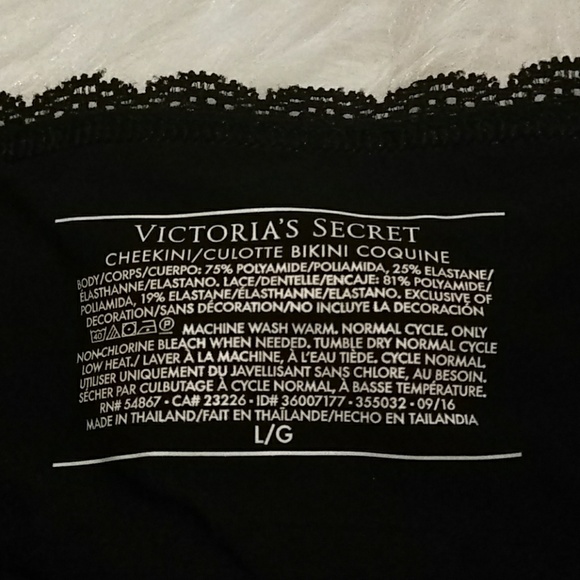 VICTORIA'S SECRET
CHEEKINI/CULOTTE BIKINI COQUINE
BODY/CORPS/CUERPO: 75% POLYAMIDE/POLIAMIDA, 25% ELASTANE/
ÉLASTHANNE/ELASTANO. LACE/DENTELLE/ENCAJE: 81% POLYAMIDE/
POLIAMIDA, 19% ELASTANE/ÉLASTHANNE/ELASTANO. EXCLUSIVE OF
DECORATION/SANS DÉCORATION/NO INCLUYE LA DECORACIÓN
40 P MACHINE WASH WARM. NORMAL CYCLE. ONLY
NON-CHLORINE BLEACH WHEN NEEDED. TUMBLE DRY NORMAL CYCLE
LOW HEAT./ LAVER À LA MACHINE, À L'EAU TIÈDE. CYCLE NORMAL.
UTILISER UNIQUEMENT DU JAVELLISANT SANS CHLORE, AU BESOIN.
SÉCHER PAR CULBUTAGE À CYCLE NORMAL, À BASSE TEMPÉRATURE.
RN# 54867 • CA# 23226 • ID# 36007177 • 355032 • 09/16
MADE IN THAILAND/FAIT EN THAÏLANDE/HECHO EN TAILANDIA
L/G